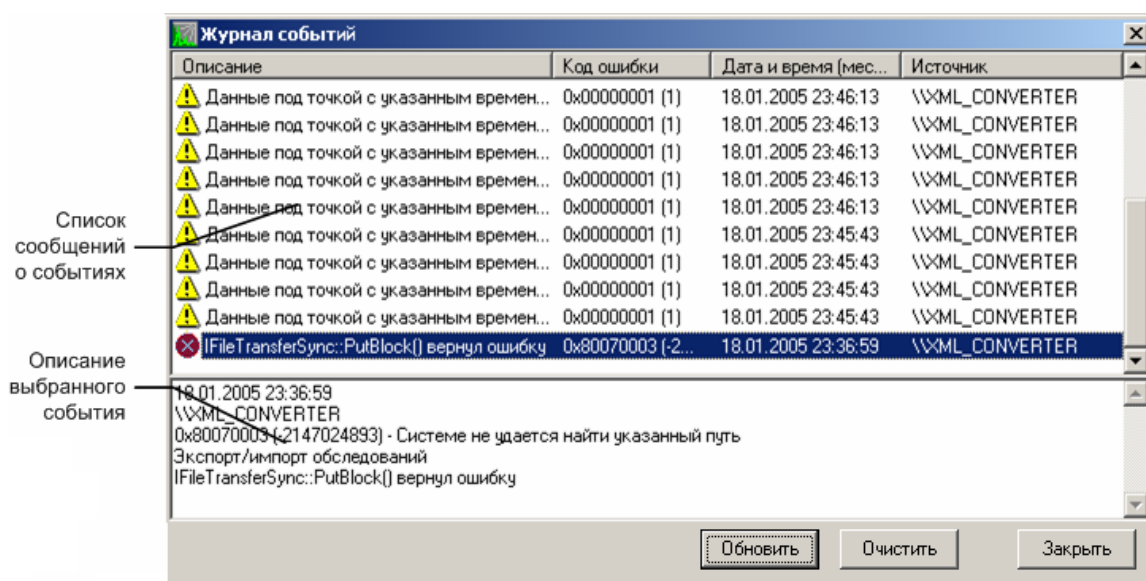 Журнал событий
Описание Код ошибки Дата и время (мес... Источник
Данные под точкой с указанным времен... 0x00000001 (1) 18.01.2005 23:46:13 \\XML_CONVERTER
Данные под точкой с указанным времен... 0x00000001 (1) 18.01.2005 23:46:13 \\XML_CONVERTER
Данные под точкой с указанным времен... 0x00000001 (1) 18.01.2005 23:46:13 \\XML_CONVERTER
Данные под точкой с указанным времен... 0x00000001 (1) 18.01.2005 23:46:13 \\XML_CONVERTER
Данные под точкой с указанным времен... 0x00000001 (1) 18.01.2005 23:46:13 \\XML_CONVERTER
Данные под точкой с указанным времен... 0x00000001 (1) 18.01.2005 23:45:43 \\XML_CONVERTER
Данные под точкой с указанным времен... 0x00000001 (1) 18.01.2005 23:45:43 \\XML_CONVERTER
Данные под точкой с указанным времен... 0x00000001 (1) 18.01.2005 23:45:43 \\XML_CONVERTER
Данные под точкой с указанным времен... 0x00000001 (1) 18.01.2005 23:45:43 \\XML_CONVERTER
IFileTransferSync::PutBlock() вернул ошибку 0x80070003 (-2... 18.01.2005 23:36:59 \\XML_CONVERTER
Список
сообщений
о событиях
Описание
выбранного
события
18.01.2005 23:36:59
\\XML_CONVERTER
0x80070003 (-2147024893) - Системе не удается найти указанный путь
Экспорт/импорт обследований
IFileTransferSync::PutBlock() вернул ошибку
Обновить Очистить Закрыть